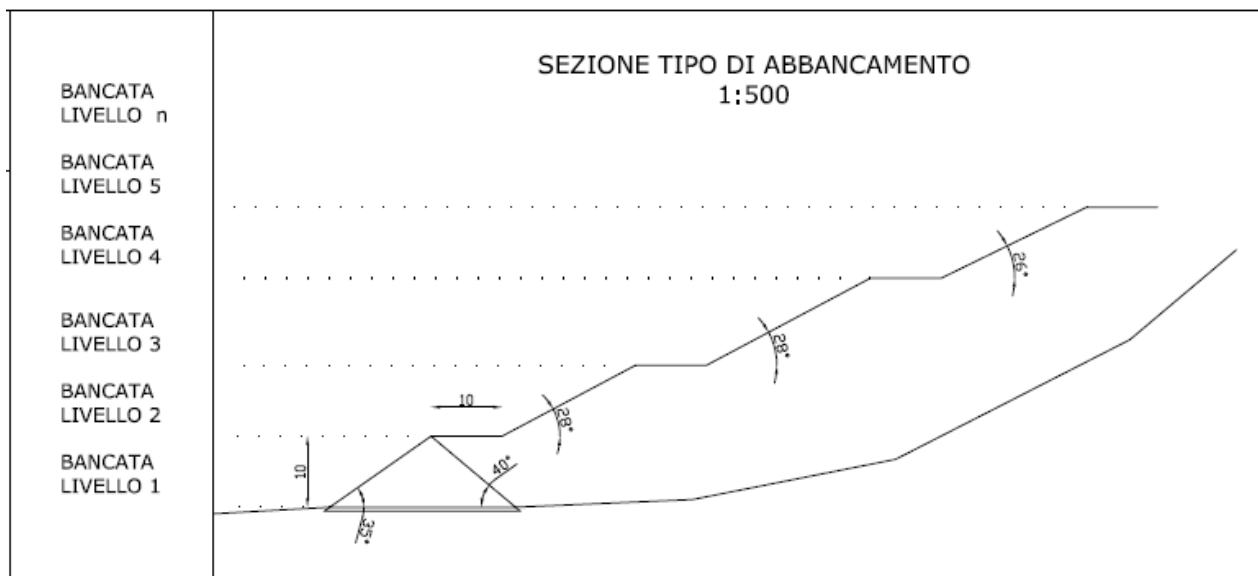 SEZIONE TIPO DI ABBANCAMENTO
1:500
BANCATA
LIVELLO n
BANCATA
LIVELLO 5
BANCATA
LIVELLO 4
BANCATA
LIVELLO 3
BANCATA
LIVELLO 2
BANCATA
LIVELLO 1
26°
28°
28°
10
10
40°
35°